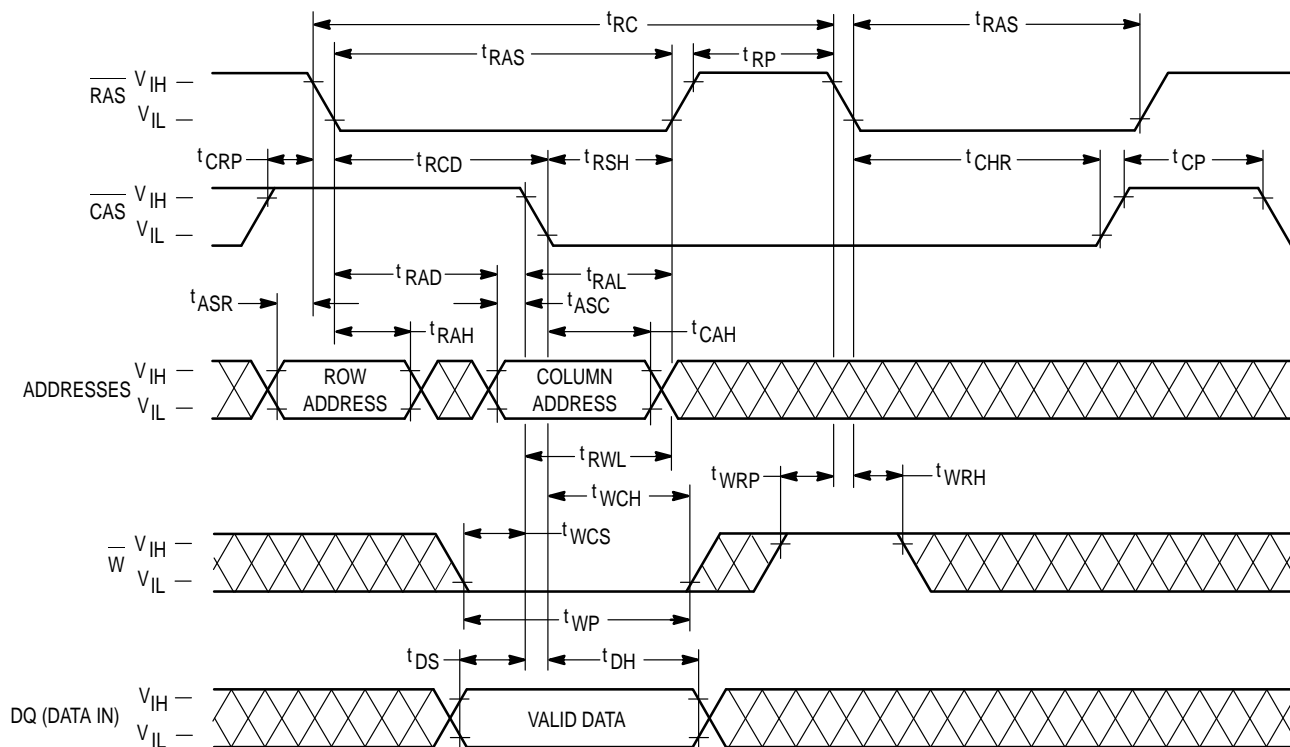 tRC tRAS
tRAS tRP
RAS VIH
VIL
tCRP tRCD tRSH tCHR tCP
CAS VIH
VIL
tRAD tRAL
tASR tASC
tRAH tCAH
ADDRESSES VIH
VIL
ROW ADDRESS
COLUMN ADDRESS
tRWL
tWRP tWRH
tWCH
tWCS
W VIH
VIL
tWP
tDS tDH
DQ (DATA IN) VIH
VIL
VALID DATA